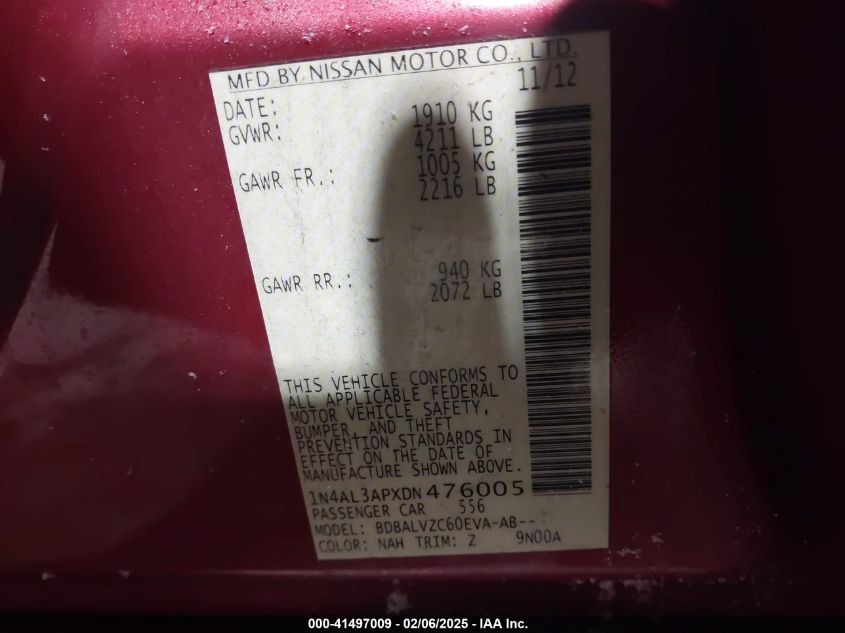 MFD BY NISSAN MOTOR CO., LTD.
DATE: 11/12
GVWR: 1910 KG
4211 LB
GAWR FR.: 1005 KG
2216 LB
GAWR RR.: 940 KG
2072 LB
THIS VEHICLE CONFORMS TO
ALL APPLICABLE FEDERAL
MOTOR VEHICLE SAFETY,
BUMPER, AND THEFT
PREVENTION STANDARDS IN
EFFECT ON THE DATE OF
MANUFACTURE SHOWN ABOVE.
1N4AL3APXDN476005
PASSENGER CAR 556
MODEL: BDBALVZC60EVA-AB--
COLOR: NAH TRIM: Z 9N00A
000-41497009 - 02/06/2025 - IAA Inc.